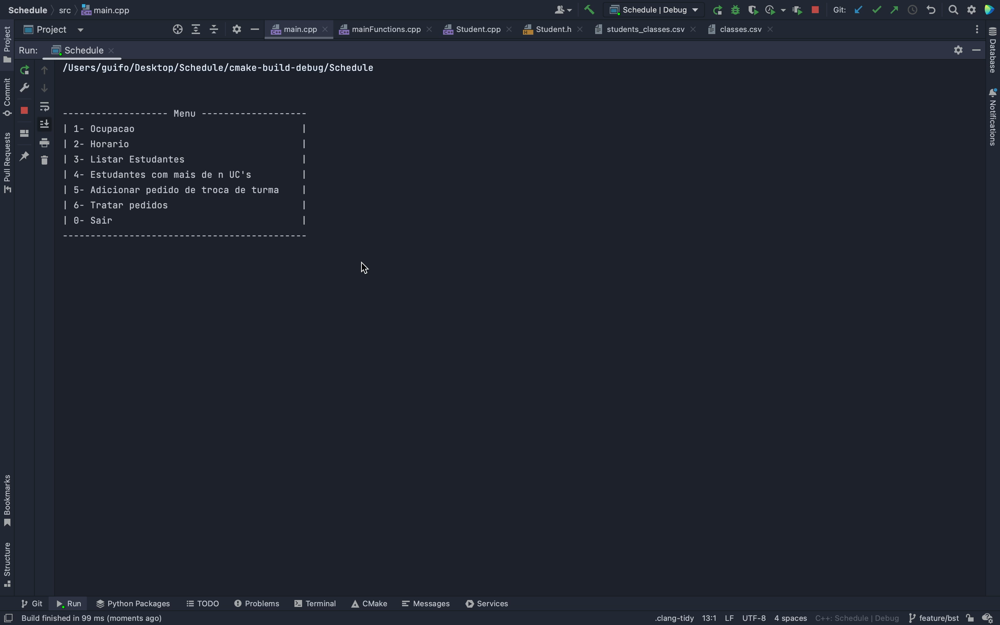 Schedule src main.cpp Schedule | Debug Git:
Project main.cpp mainFunctions.cpp Student.cpp Student.h students_classes.csv classes.csv
Run: Schedule
/Users/guifo/Desktop/Schedule/cmake-build-debug/Schedule
------------------- Menu -------------------
| 1- Ocupacao |
| 2- Horario |
| 3- Listar Estudantes |
| 4- Estudantes com mais de n UC's |
| 5- Adicionar pedido de troca de turma |
| 6- Tratar pedidos |
| 0- Sair |
--------------------------------------------
Project
Commit
Pull Requests
Bookmarks
Structure
Database
Notifications
Git Run Python Packages TODO Problems Terminal CMake Messages Services
Build finished in 99 ms (moments ago) .clang-tidy 13:1 LF UTF-8 4 spaces C++: Schedule | Debug feature/bst